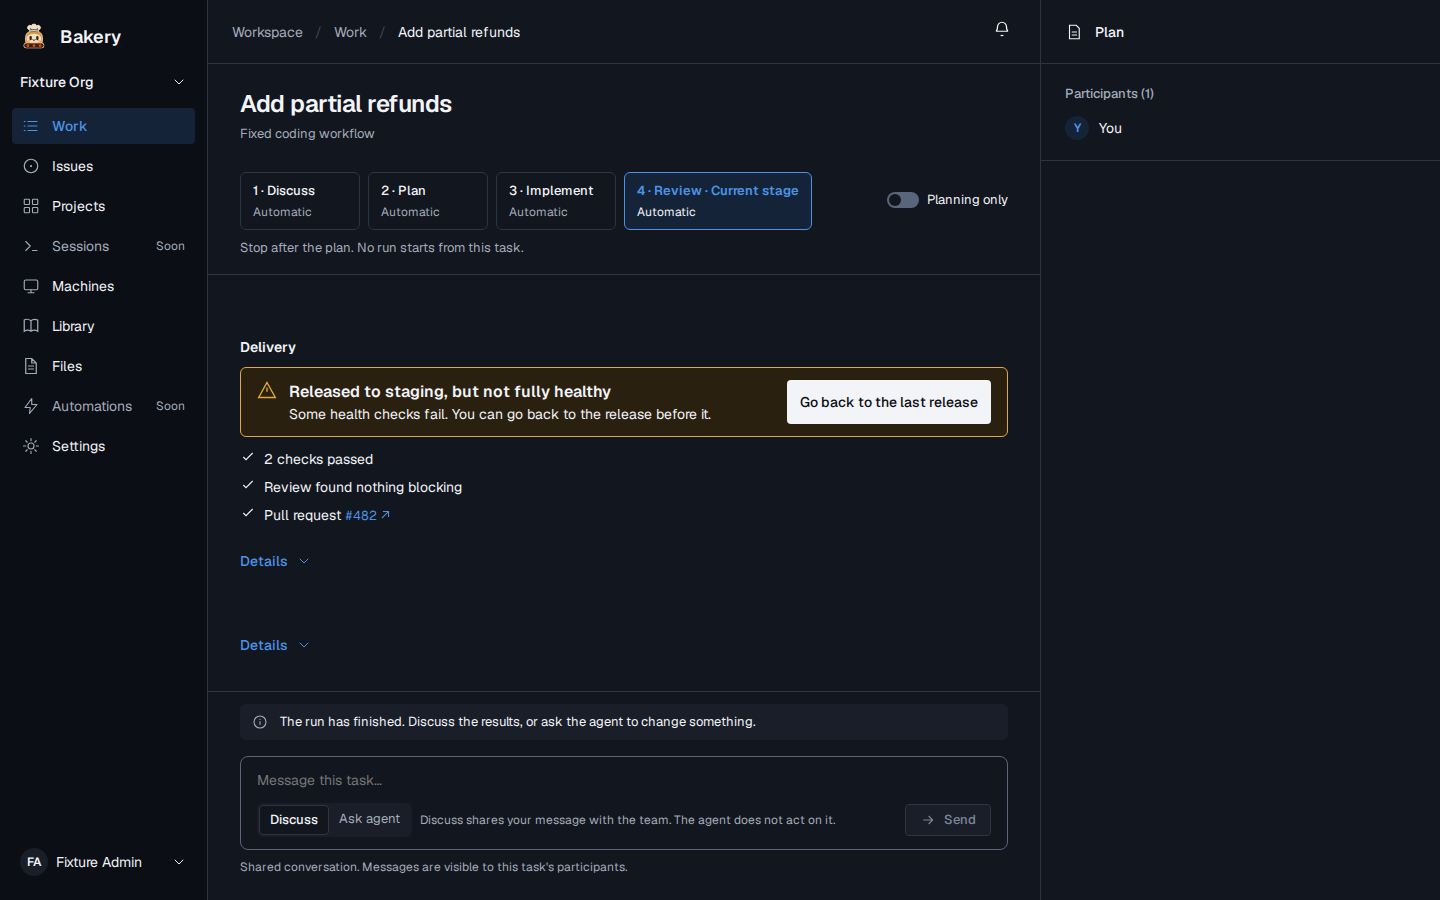 Bakery
Fixture Org
Work
Issues
Projects
Sessions Soon
Machines
Library
Files
Automations Soon
Settings
FA Fixture Admin
Workspace / Work / Add partial refunds
Add partial refunds
Fixed coding workflow
1 · Discuss
Automatic
2 · Plan
Automatic
3 · Implement
Automatic
4 · Review · Current stage
Automatic
Planning only
Stop after the plan. No run starts from this task.
Delivery
Released to staging, but not fully healthy
Some health checks fail. You can go back to the release before it.
Go back to the last release
2 checks passed
Review found nothing blocking
Pull request #482
Details
Details
The run has finished. Discuss the results, or ask the agent to change something.
Message this task...
Discuss Ask agent Discuss shares your message with the team. The agent does not act on it. Send
Shared conversation. Messages are visible to this task's participants.
Plan
Participants (1)
Y You